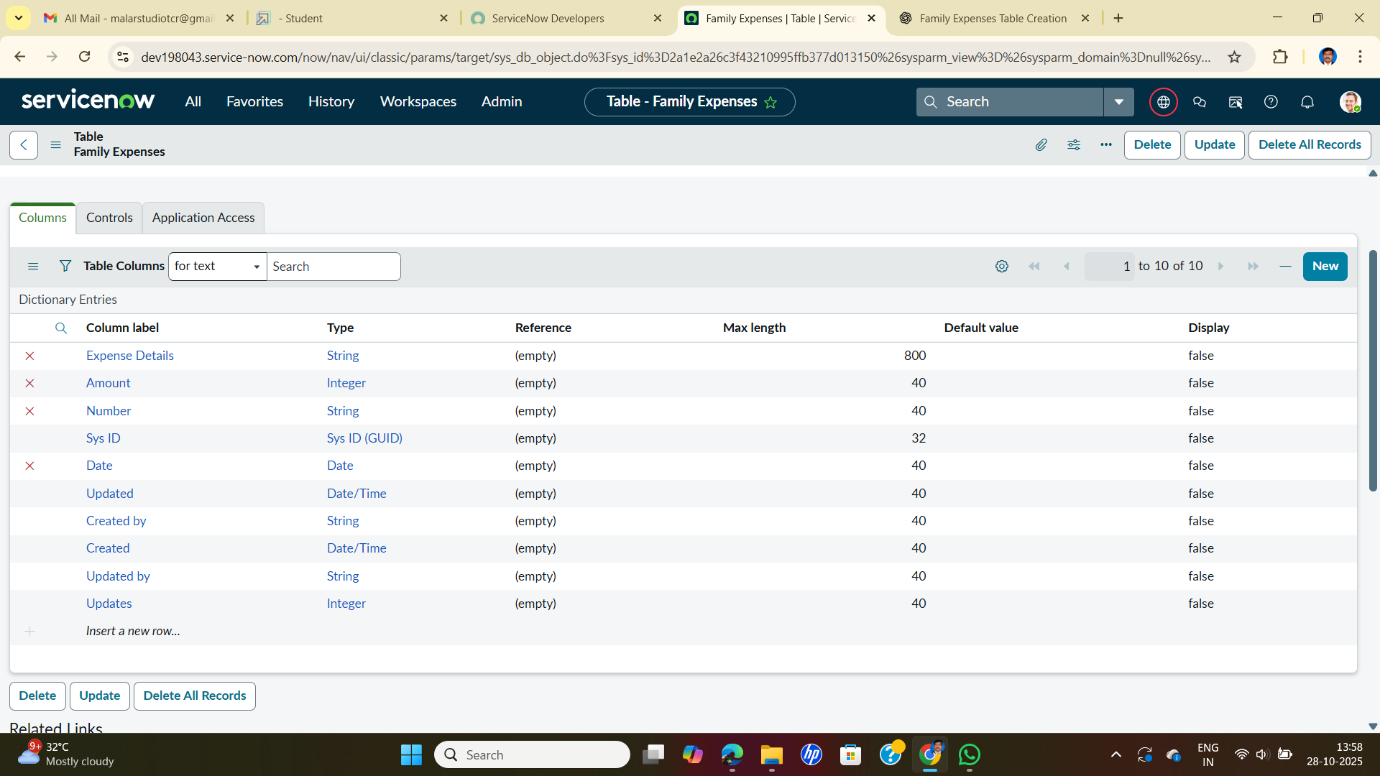 All Mail - malarstudiotcr@gmai
- Student
ServiceNow Developers
Family Expenses | Table | Service
Family Expenses Table Creation
dev198043.service-now.com/now/nav/ui/classic/params/target/sys_db_object.do%3Fsys_id%3D2a1e2a26c3f43210995ffb377d013150%26sysparm_view%3D%26sysparm_domain%3Dnull%26sy...
servicenow All Favorites History Workspaces Admin Table - Family Expenses Search
Table
Family Expenses
Delete Update Delete All Records
Columns Controls Application Access
Table Columns for text Search 1 to 10 of 10 New
Dictionary Entries
Column label Type Reference Max length Default value Display
Expense Details String (empty) 800 false
Amount Integer (empty) 40 false
Number String (empty) 40 false
Sys ID Sys ID (GUID) (empty) 32 false
Date Date (empty) 40 false
Updated Date/Time (empty) 40 false
Created by String (empty) 40 false
Created Date/Time (empty) 40 false
Updated by String (empty) 40 false
Updates Integer (empty) 40 false
Insert a new row...
Delete Update Delete All Records
Related Links
9+
32°C
Mostly cloudy
Search
ENG
IN
13:58
28-10-2025